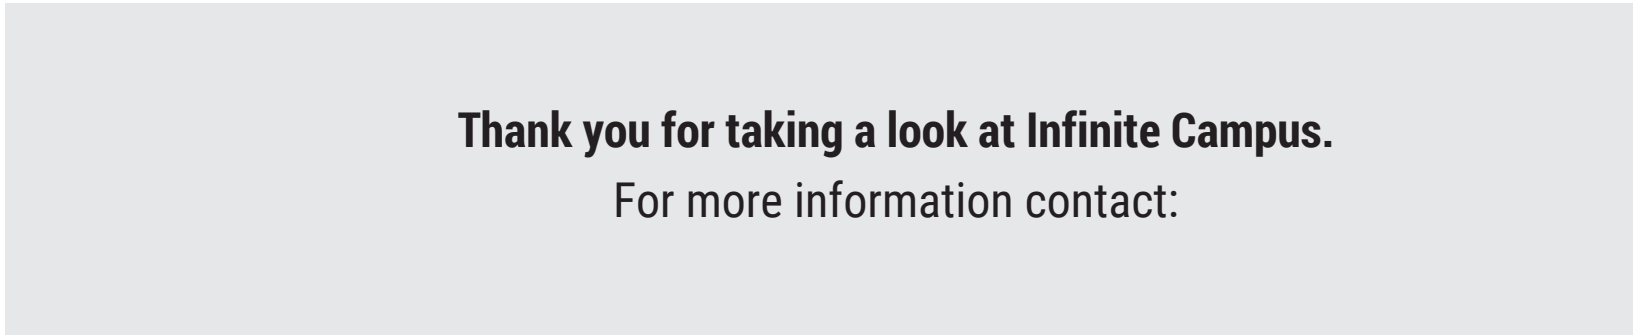 Thank you for taking a look at Infinite Campus.
For more information contact: